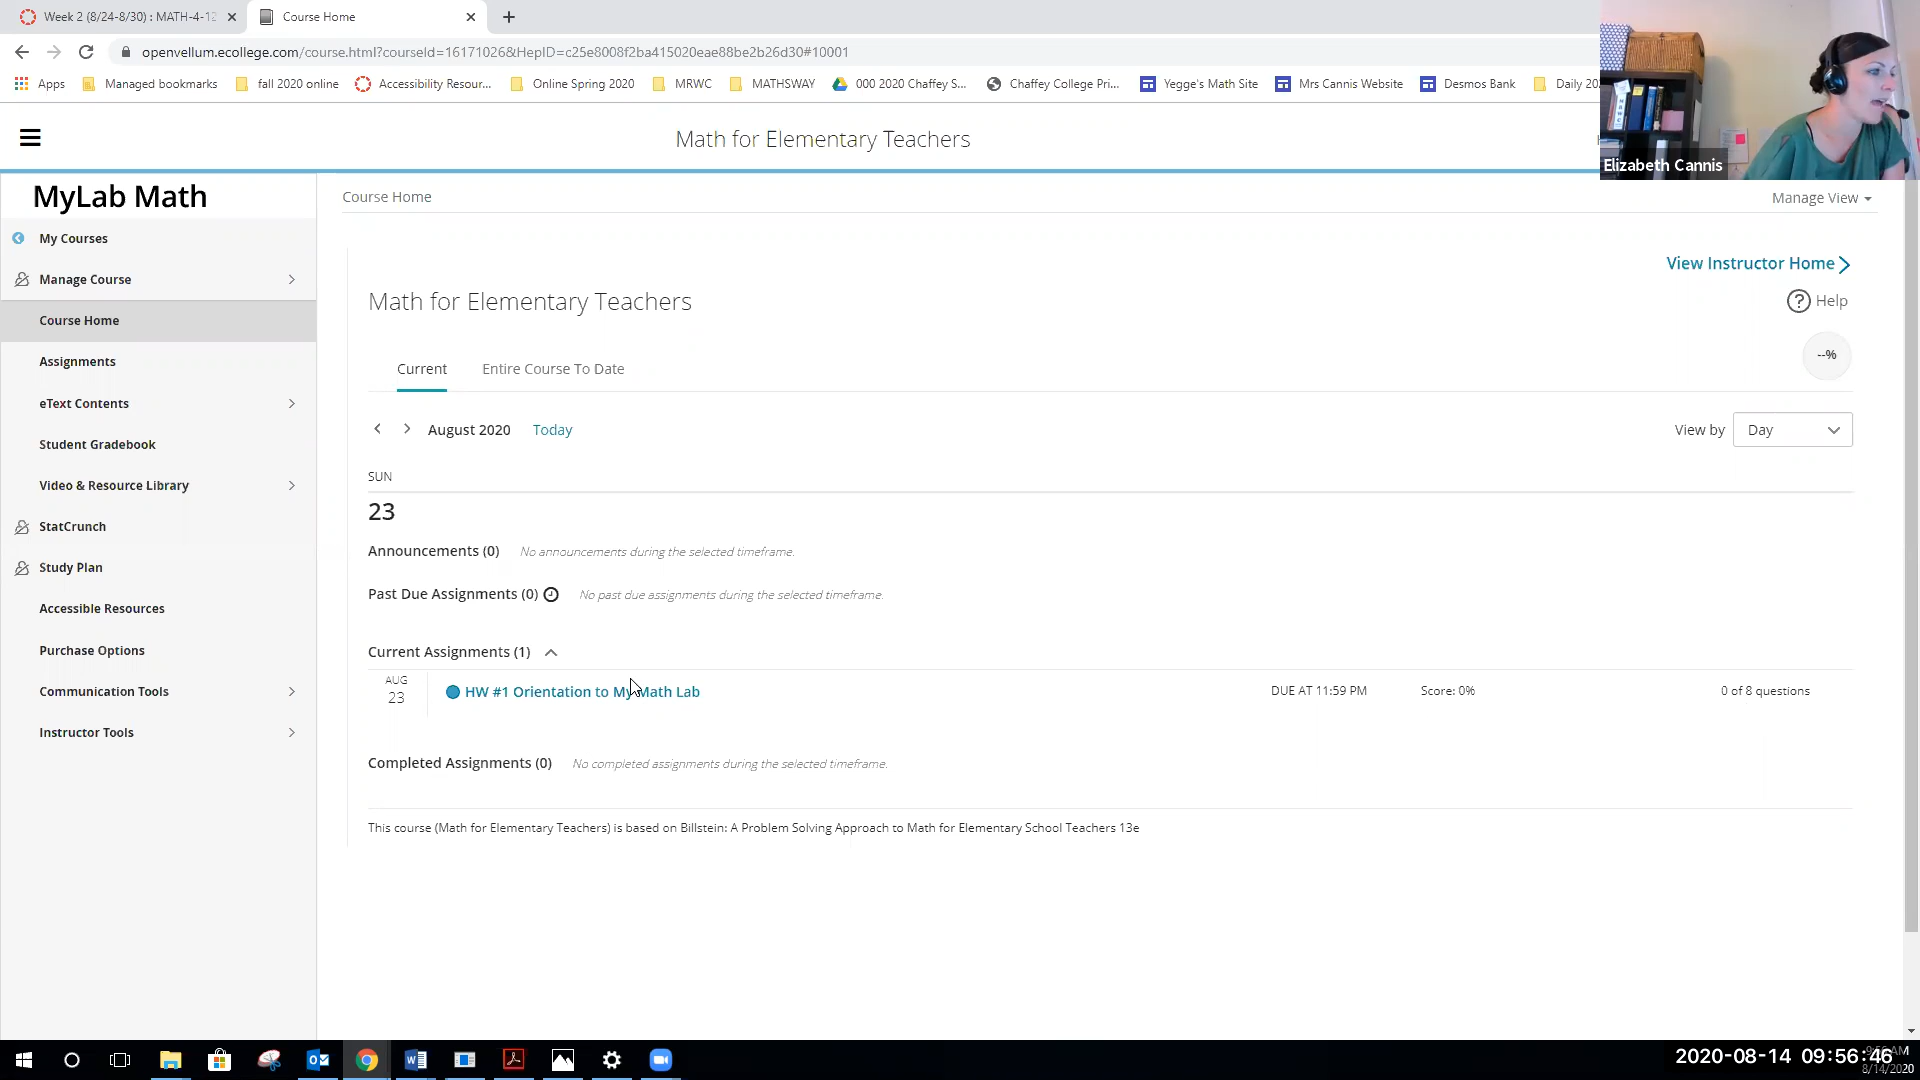 Week 2 (8/24-8/30) : MATH-4-12
Course Home
openvellum.ecollege.com/course.html?courseId=16171026&HepID=c25e8008f2ba415020eae88be2b26d30#10001
Apps
Managed bookmarks
fall 2020 online
Accessibility Resour...
Online Spring 2020
MRWC
MATHSWAY
000 2020 Chaffey S...
Chaffey College Pri...
Yegge's Math Site
Mrs Cannis Website
Desmos Bank
Daily 20
Math for Elementary Teachers
Elizabeth Cannis
MyLab Math
My Courses
Manage Course
Course Home
Assignments
eText Contents
Student Gradebook
Video & Resource Library
StatCrunch
Study Plan
Accessible Resources
Purchase Options
Communication Tools
Instructor Tools
Course Home
Manage View
View Instructor Home
Math for Elementary Teachers
Help
--%
Current
Entire Course To Date
August 2020
Today
View by
Day
SUN
23
Announcements (0)
No announcements during the selected timeframe.
Past Due Assignments (0)
No past due assignments during the selected timeframe.
Current Assignments (1)
AUG
23
HW #1 Orientation to My Math Lab
DUE AT 11:59 PM
Score: 0%
0 of 8 questions
Completed Assignments (0)
No completed assignments during the selected timeframe.
This course (Math for Elementary Teachers) is based on Billstein: A Problem Solving Approach to Math for Elementary School Teachers 13e
2020-08-14 09:56:46
8/14/2020